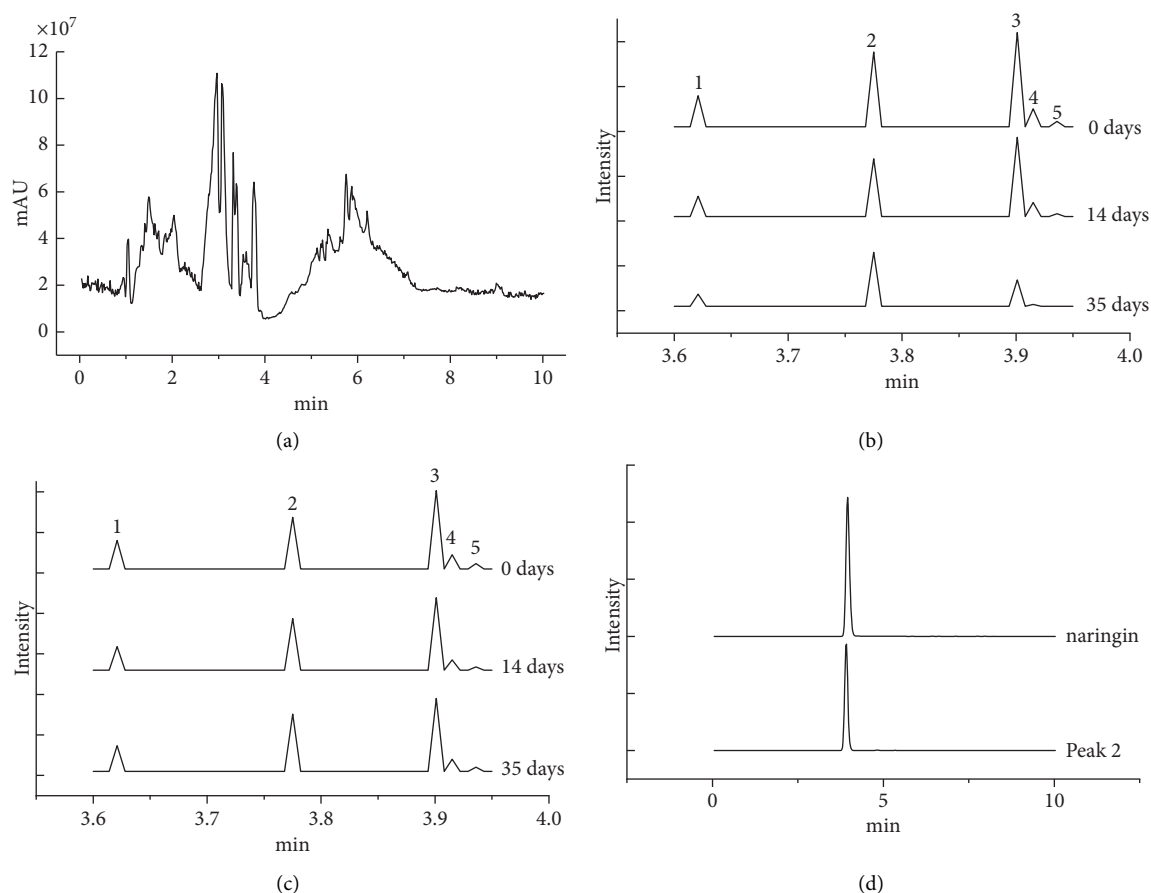 ×10⁷
12
10
8
6
4
2
0
mAU
0 2 4 6 8 10
min
(a)
1 2 3 4 5
0 days
14 days
35 days
Intensity
3.6 3.7 3.8 3.9 4.0
min
(b)
1 2 3 4 5
0 days
14 days
35 days
Intensity
3.6 3.7 3.8 3.9 4.0
min
(c)
naringin
Peak 2
Intensity
0 5 10
min
(d)